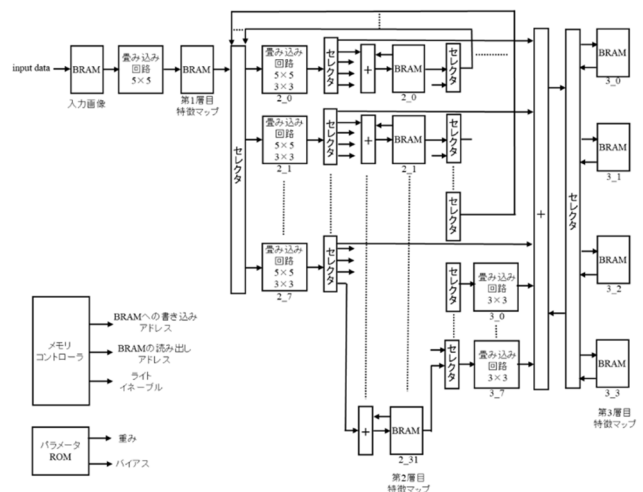 input data
BRAM
入力画像
畳み込み
回路
5×5
BRAM
第1層目
特徴マップ
セレクタ
畳み込み
回路
5×5
3×3
2_0
セレクタ
+
BRAM
2_0
セレクタ
畳み込み
回路
5×5
3×3
2_1
セレクタ
+
BRAM
2_1
セレクタ
セレクタ
畳み込み
回路
5×5
3×3
2_7
セレクタ
セレクタ
畳み込み
回路
3×3
3_0
セレクタ
畳み込み
回路
3×3
3_7
+
BRAM
2_31
第2層目
特徴マップ
+
セレクタ
BRAM
3_0
BRAM
3_1
BRAM
3_2
BRAM
3_3
第3層目
特徴マップ
メモリ
コントローラ
BRAMへの書き込み
アドレス
BRAMの読み出し
アドレス
ライト
イネーブル
パラメータ
ROM
重み
バイアス